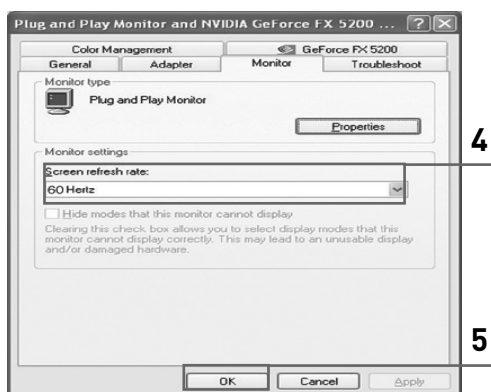 Plug and Play Monitor and NVIDIA GeForce FX 5200 ...
Color Management
GeForce FX 5200
General
Adapter
Monitor
Troubleshoot
Monitor type
Plug and Play Monitor
Properties
4
Monitor settings
Screen refresh rate:
60 Hertz
Hide modes that this monitor cannot display
Clearing this check box allows you to select display modes that this
monitor cannot display correctly. This may lead to an unusable display
and/or damaged hardware.
5
OK
Cancel
Apply